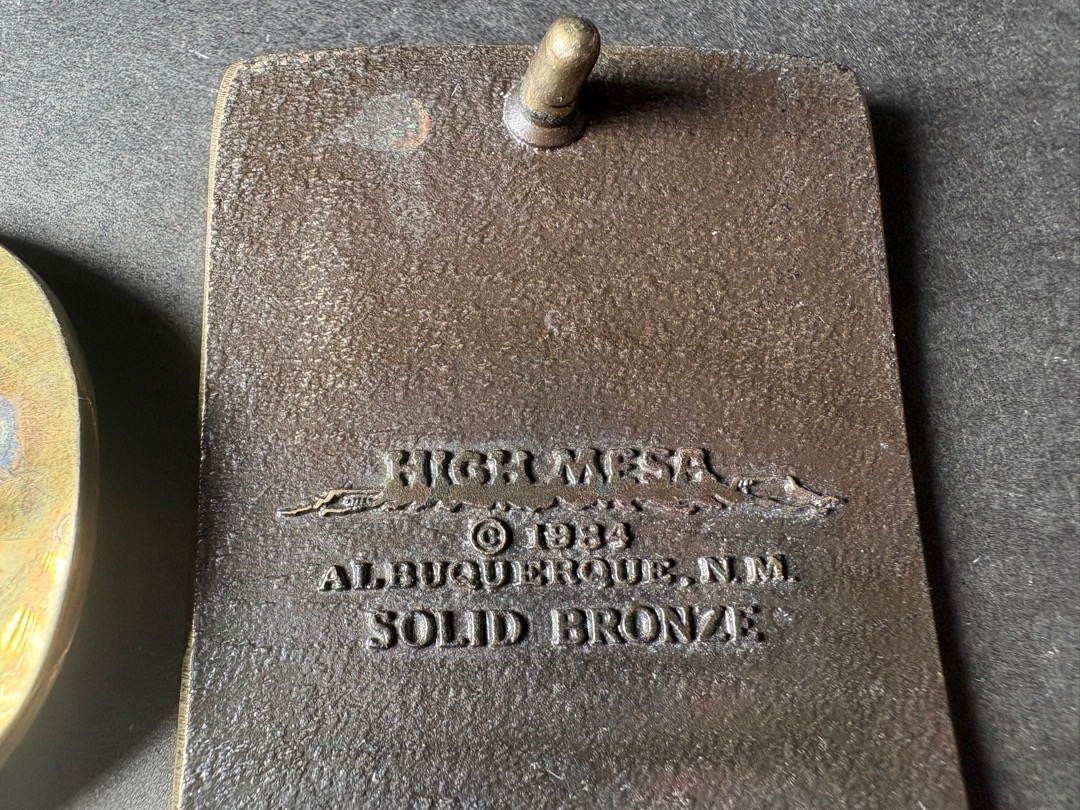 HIGH MESA
© 1984
ALBUQUERQUE, N.M.
SOLID BRONZE